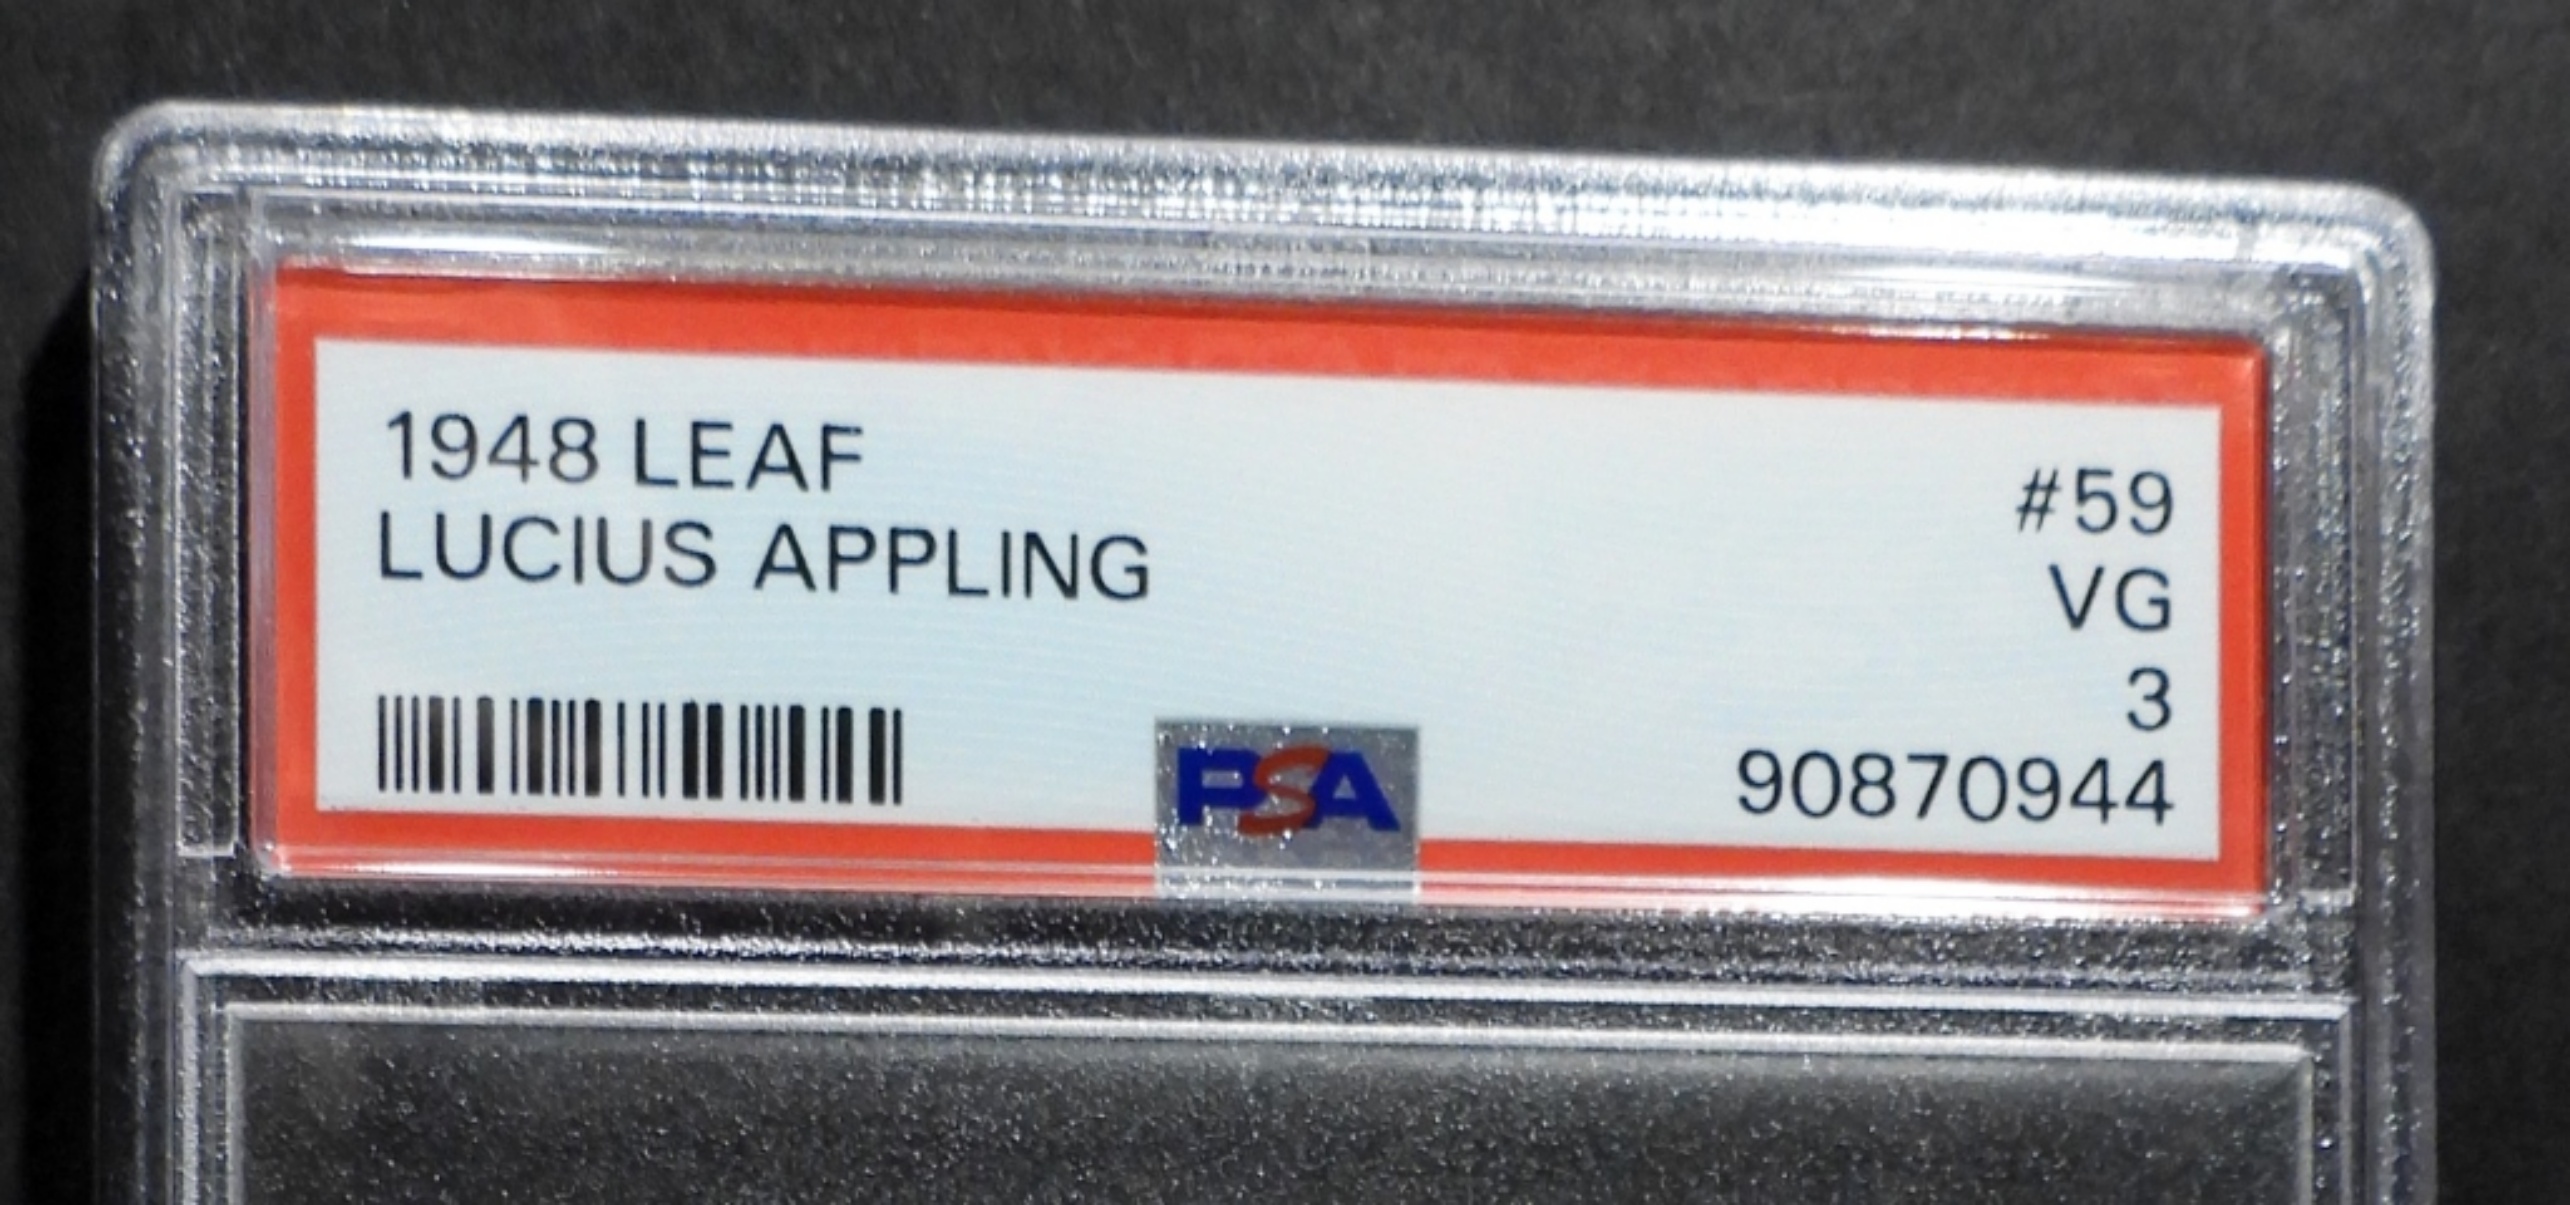 1948 LEAF
LUCIUS APPLING
#59
VG
3
90870944
PSA